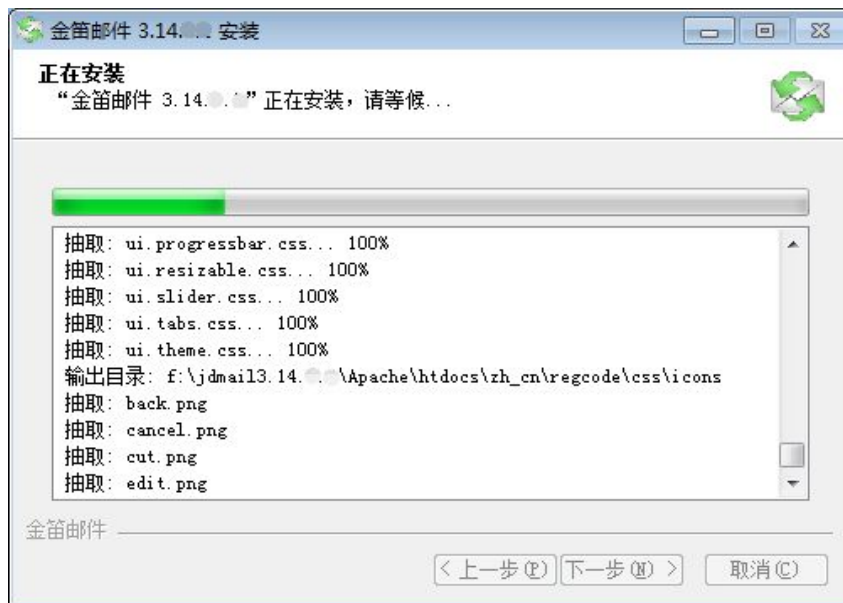 金笛邮件 3.14. 安装
正在安装
“金笛邮件 3.14. . ” 正在安装，请等候...
抽取: ui.progressbar.css... 100%
抽取: ui.resizable.css... 100%
抽取: ui.slider.css... 100%
抽取: ui.tabs.css... 100%
抽取: ui.theme.css... 100%
输出目录: f:\jdmail3.14. . \Apache\htdocs\zh_cn\regcode\css\icons
抽取: back.png
抽取: cancel.png
抽取: cut.png
抽取: edit.png
金笛邮件
< 上一步(P) 下一步(N) > 取消(C)